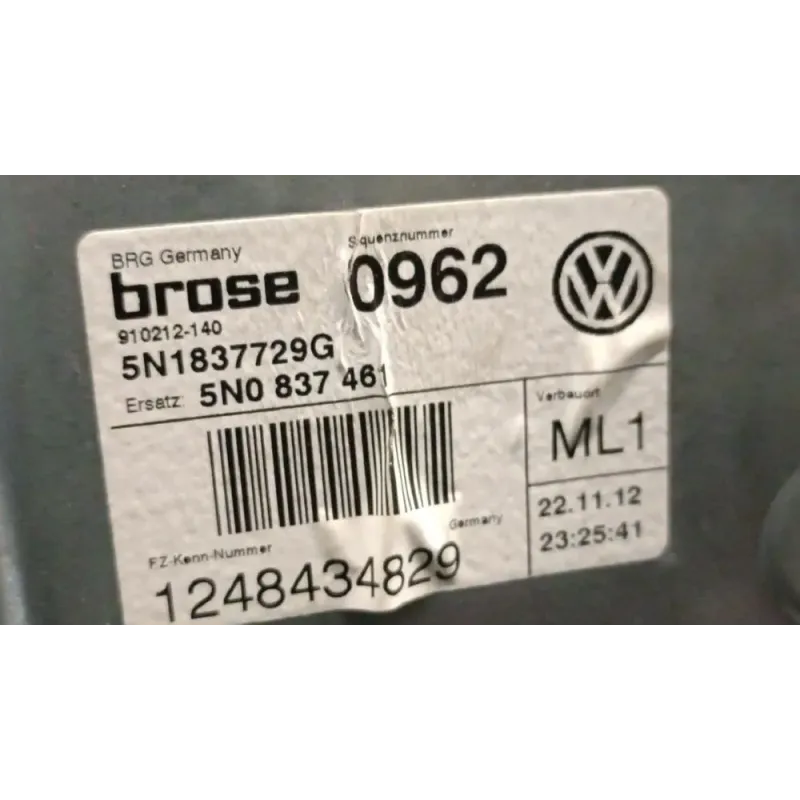 BRG Germany
Squenznummer
brose 0962
910212-140
5N1837729G
Ersatz: 5N0 837 461
Verbauort
ML1
22.11.12
23:25:41
Germany
FZ-Kenn-Nummer
1248434829